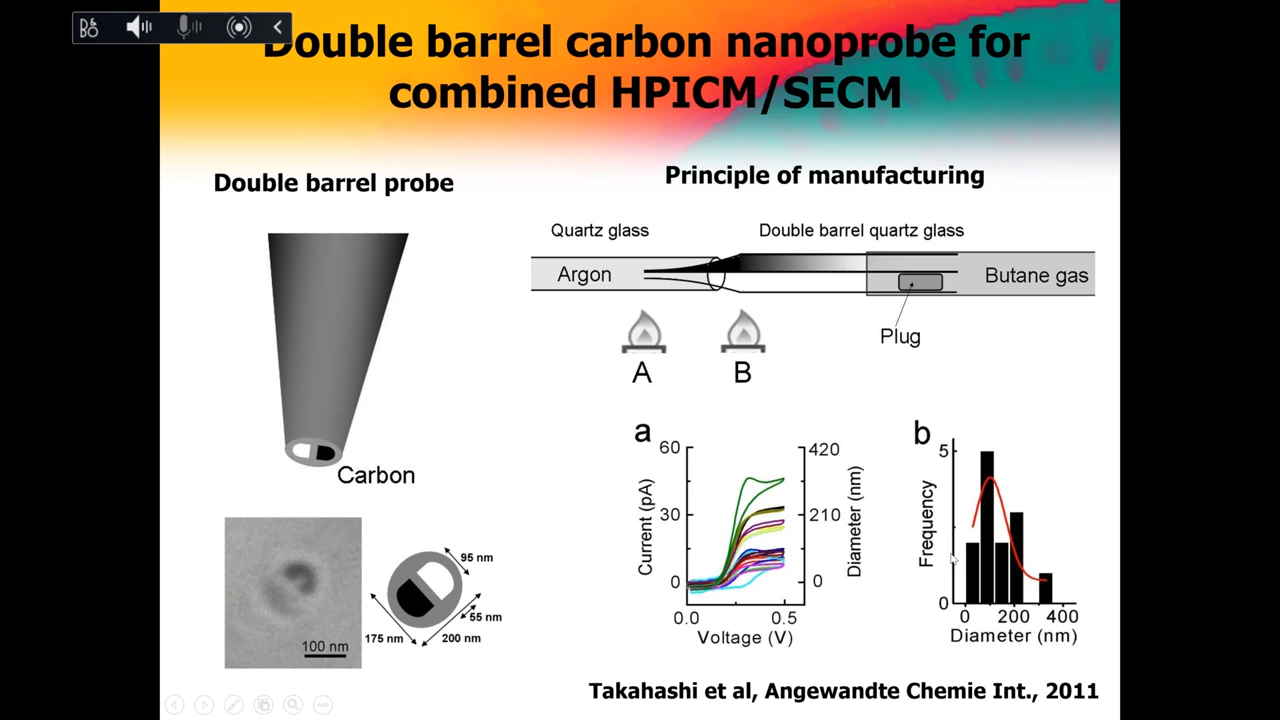 B&
BO
Double barrel carbon nanoprobe for
combined HPICM/SECM
Double barrel probe
Principle of manufacturing
Quartz glass
Double barrel quartz glass
Argon
Butane gas
Plug
A
B
Carbon
100 nm
95 nm
55 nm
175 nm
200 nm
a
60
30
0
Current (pA)
420
210
0
Diameter (nm)
0.0
0.5
Voltage (V)
b
5
0
Frequency
0
200
400
Diameter (nm)
Takahashi et al, Angewandte Chemie Int., 2011